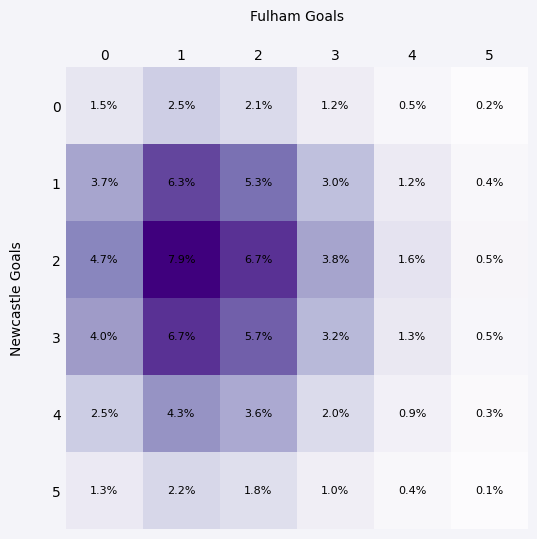 Fulham Goals
0 1 2 3 4 5
0 1.5% 2.5% 2.1% 1.2% 0.5% 0.2%
1 3.7% 6.3% 5.3% 3.0% 1.2% 0.4%
2 4.7% 7.9% 6.7% 3.8% 1.6% 0.5%
3 4.0% 6.7% 5.7% 3.2% 1.3% 0.5%
4 2.5% 4.3% 3.6% 2.0% 0.9% 0.3%
5 1.3% 2.2% 1.8% 1.0% 0.4% 0.1%
Newcastle Goals